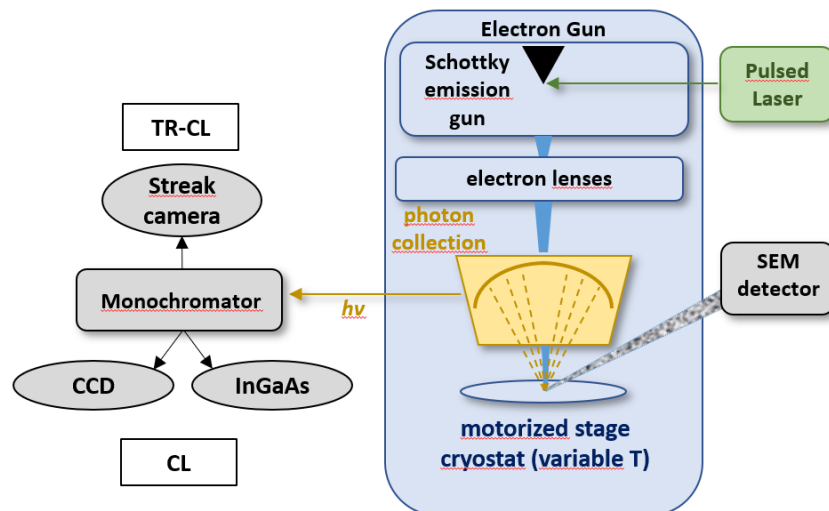 Electron Gun
Schottky
emission
gun
Pulsed
Laser
TR-CL
Streak
camera
electron lenses
photon
collection
SEM
detector
Monochromator
hv
CCD
InGaAs
motorized stage
cryostat (variable T)
CL